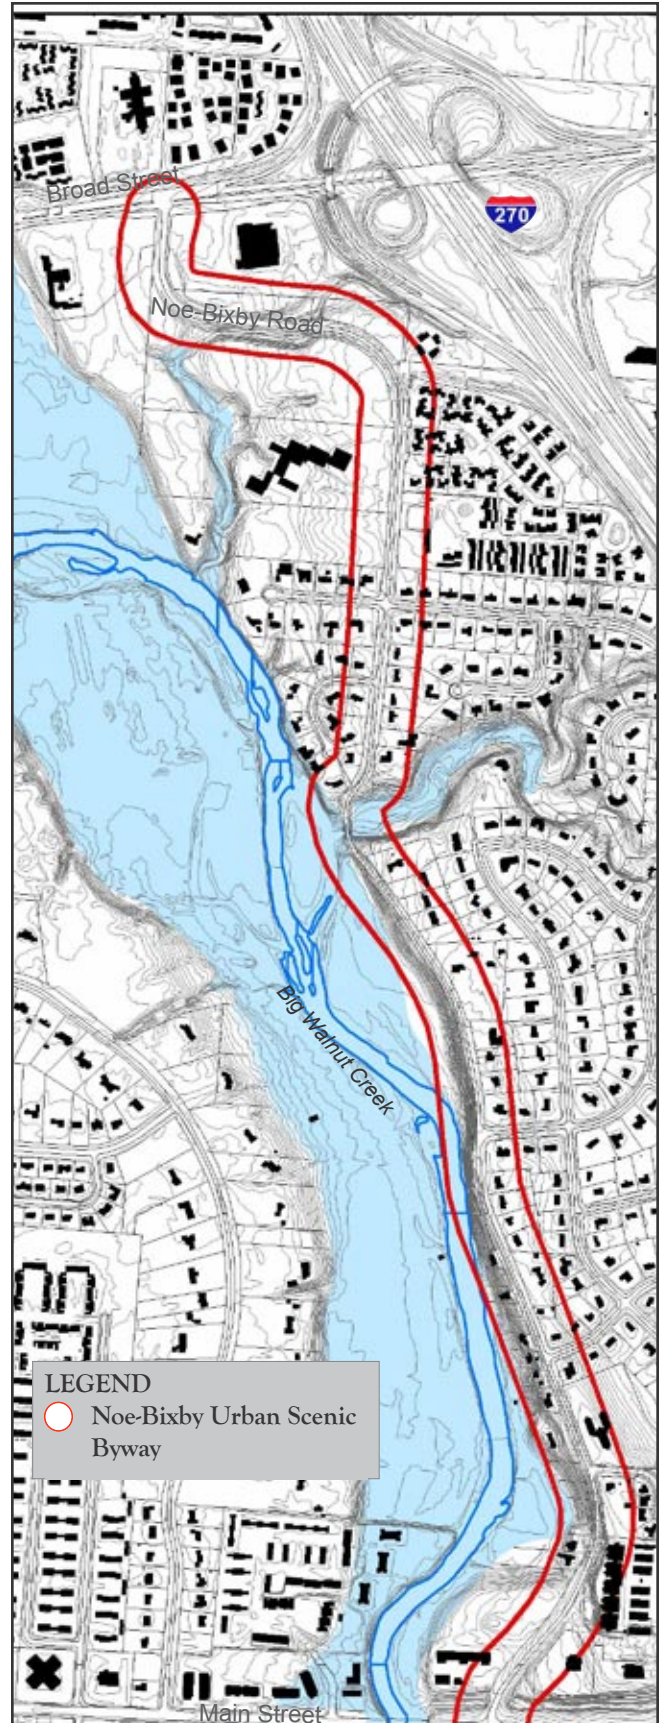 Broad Street
270
Noe-Bixby Road
Big Walnut Creek
LEGEND
Noe-Bixby Urban Scenic
Byway
Main Street